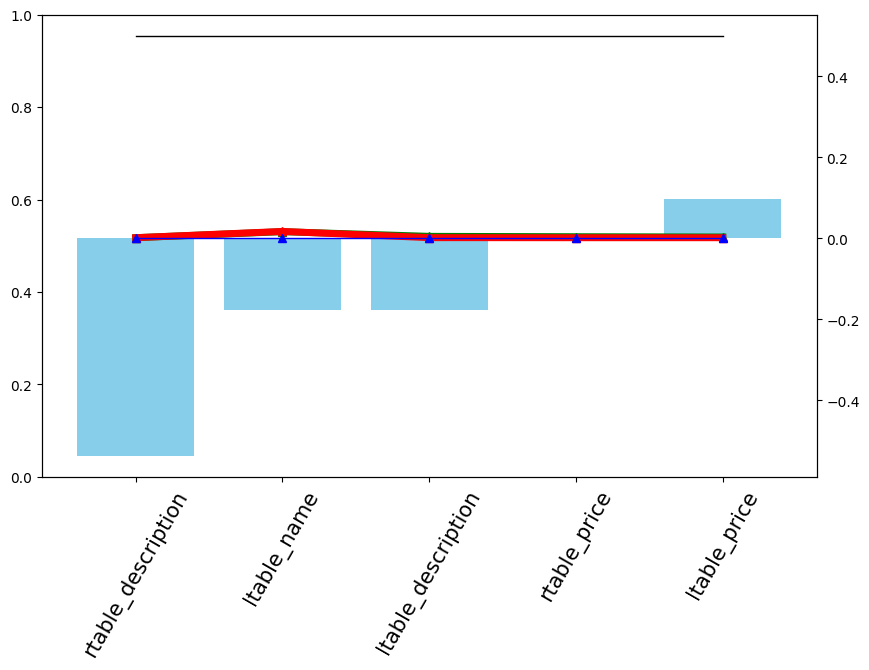 1.0
0.8
0.6
0.4
0.2
0.0
0.4
0.2
0.0
−0.2
−0.4
rtable_description
ltable_name
ltable_description
rtable_price
ltable_price